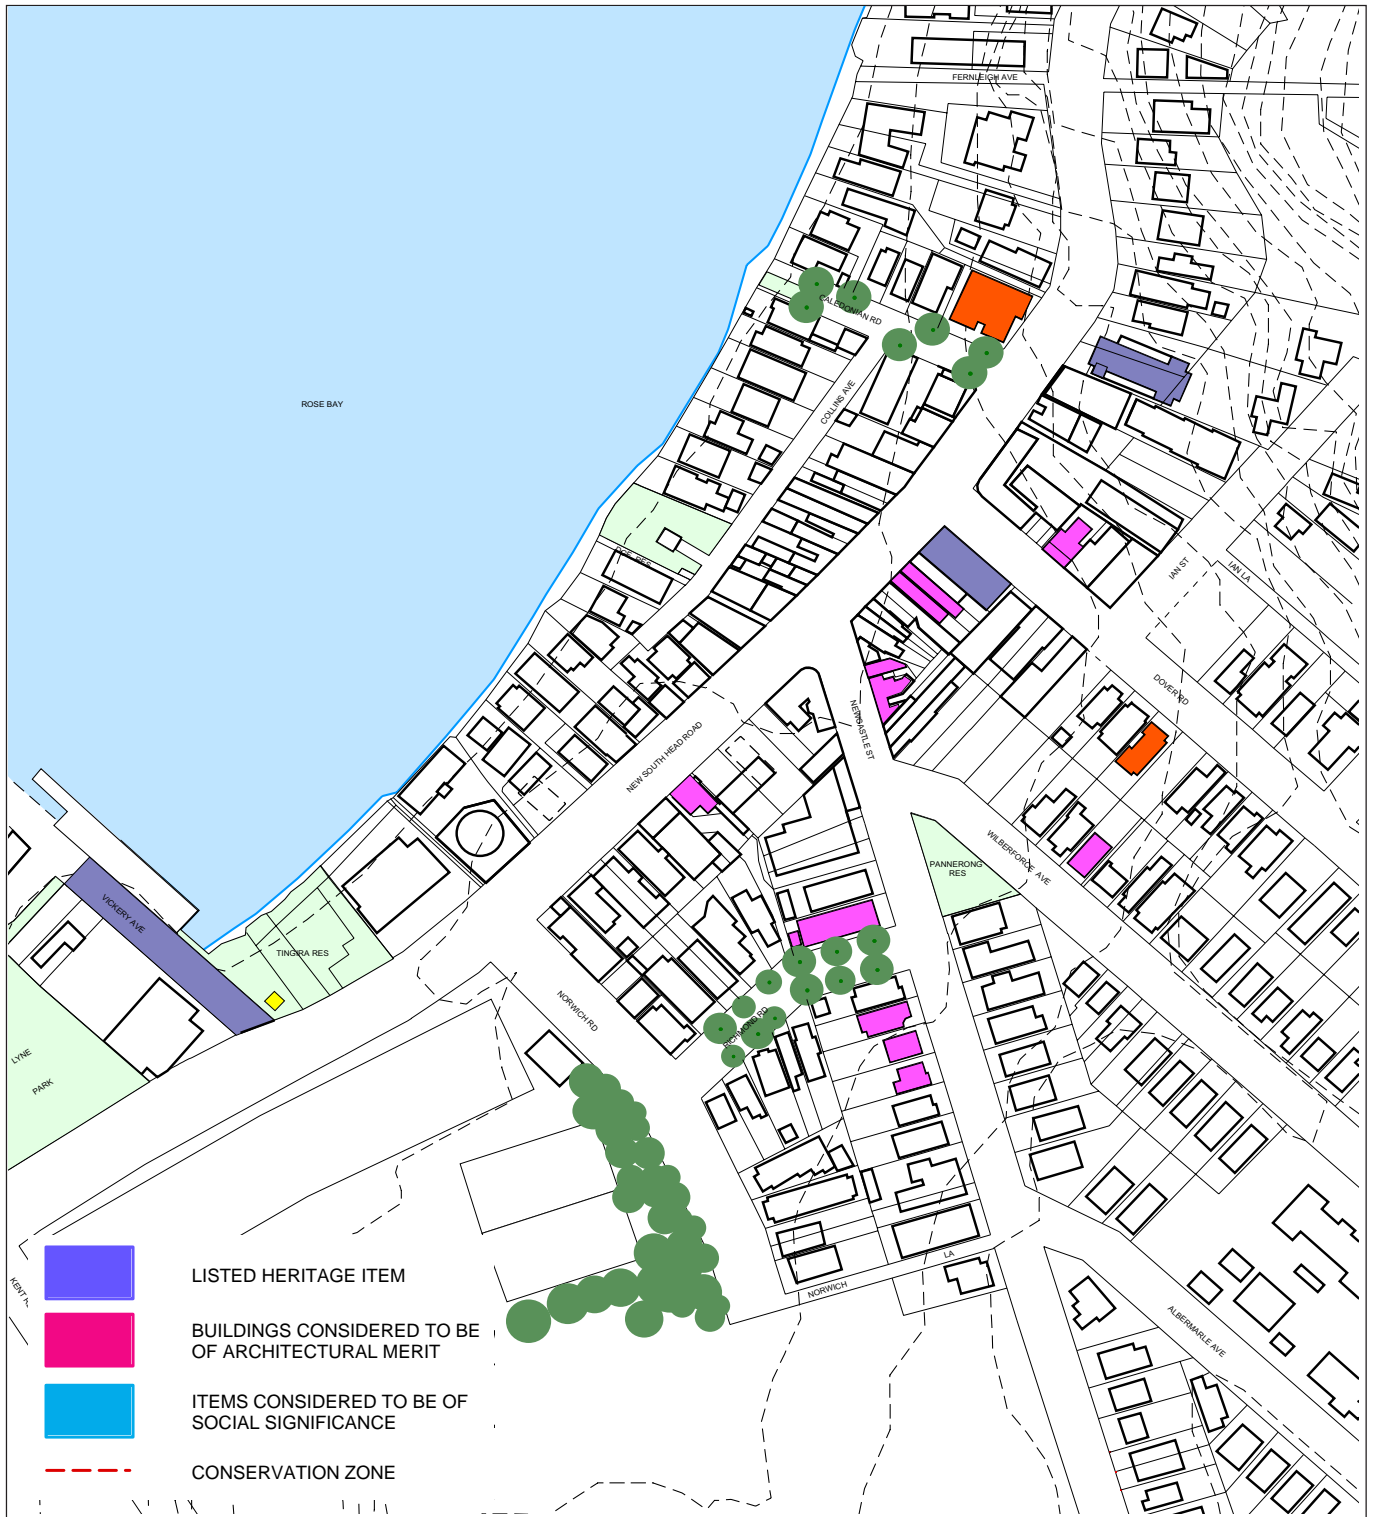 FERNLEIGH AVE
CALEDONIAN RD
ROSE BAY
COLLINS AVE
IAN ST
IAN LA
DOVER RD
NEWCASTLE ST
NEW SOUTH HEAD ROAD
WILBERFORCE AVE
PANNERONG
RES
VICKERY AVE
TINGIRA RES
NORWICH RD
RICHMOND RD
LYNE
PARK
NORWICH
LA
ALBERMARLE AVE
KENT
LISTED HERITAGE ITEM
BUILDINGS CONSIDERED TO BE
OF ARCHITECTURAL MERIT
ITEMS CONSIDERED TO BE OF
SOCIAL SIGNIFICANCE
CONSERVATION ZONE